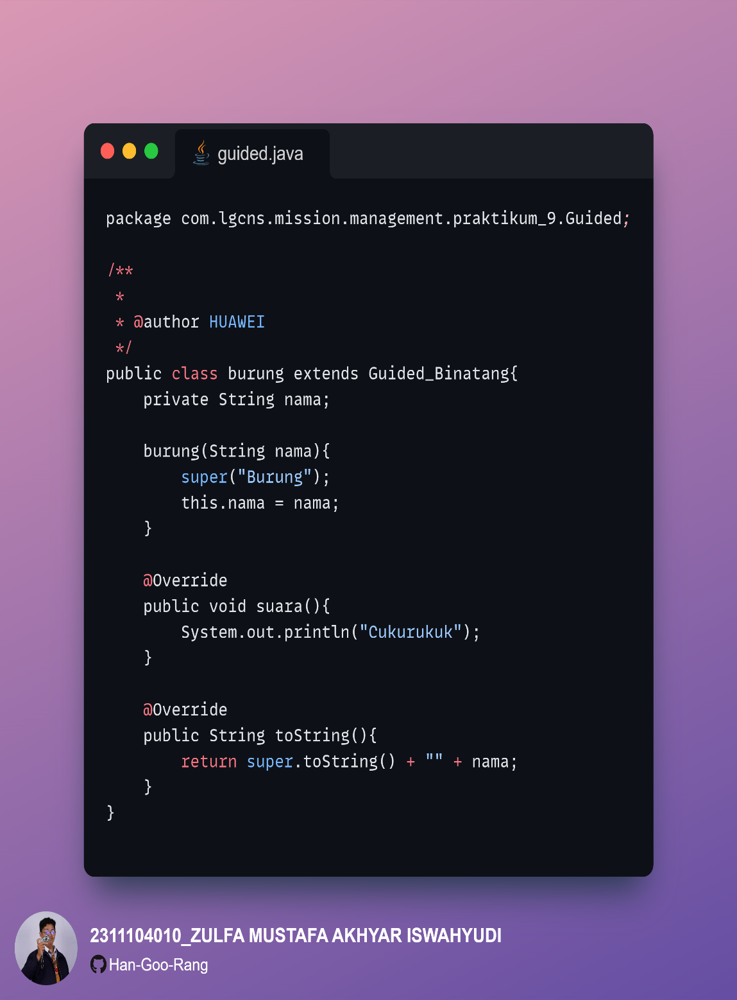 guided.java
package com.lgcns.mission.management.praktikum_9.Guided;
/**
 *
 * @author HUAWEI
 */
public class burung extends Guided_Binatang{
    private String nama;
    burung(String nama){
        super("Burung");
        this.nama = nama;
    }
    @Override
    public void suara(){
        System.out.println("Cukurukuk");
    }
    @Override
    public String toString(){
        return super.toString() + "" + nama;
    }
}
2311104010_ZULFA MUSTAFA AKHYAR ISWAHYUDI
Han-Goo-Rang